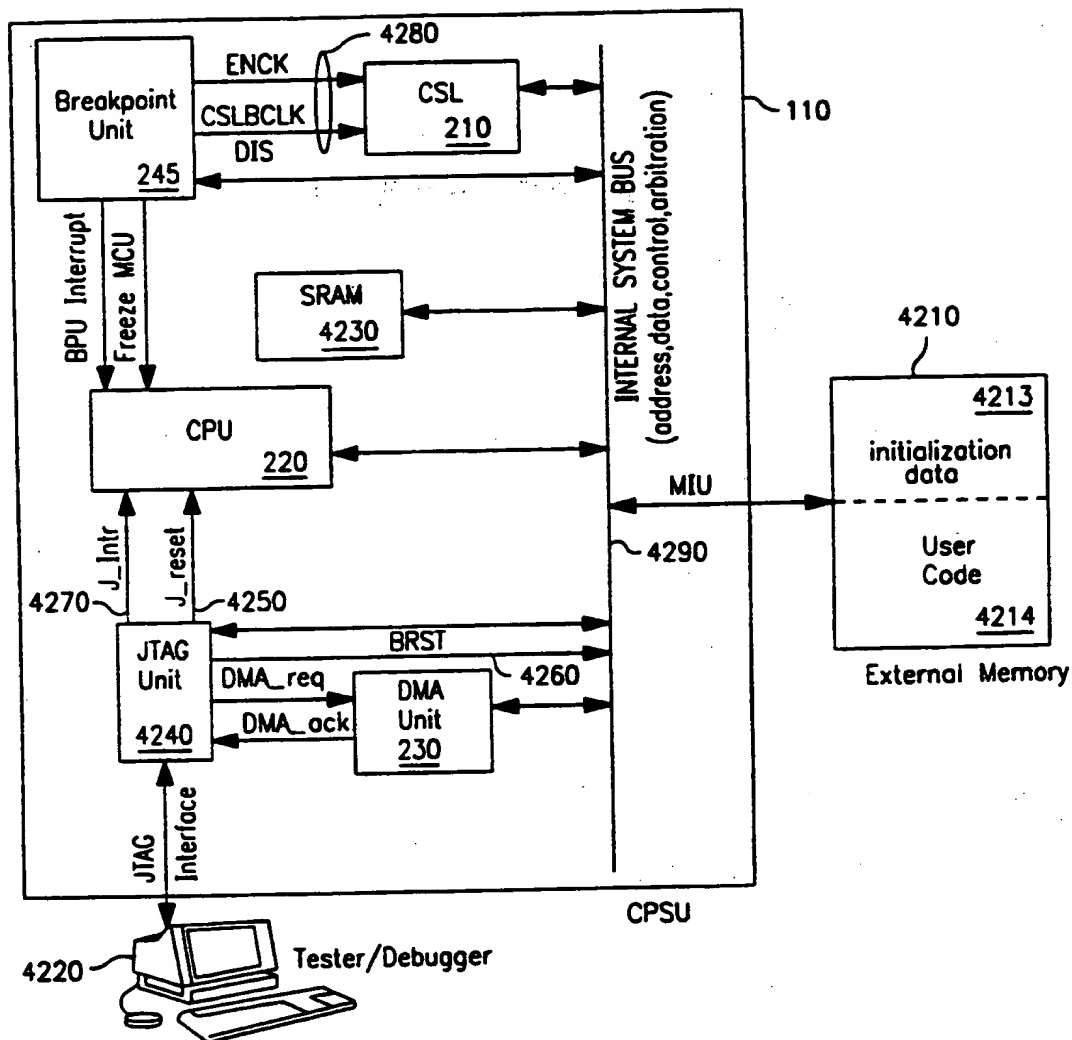 4280
ENCK
CSLBCLK
DIS
Breakpoint
Unit
245
CSL
210
110
BPU Interrupt
Freeze MCU
SRAM
4230
INTERNAL SYSTEM BUS
(address,data,control,arbitration)
CPU
220
4210
4213
initialization
data
User
Code
4214
External Memory
MIU
4290
J_Intr
J_reset
4270
4250
JTAG
Unit
4240
BRST
4260
DMA_req
DMA_ack
DMA
Unit
230
JTAG
Interface
CPSU
4220
Tester/Debugger